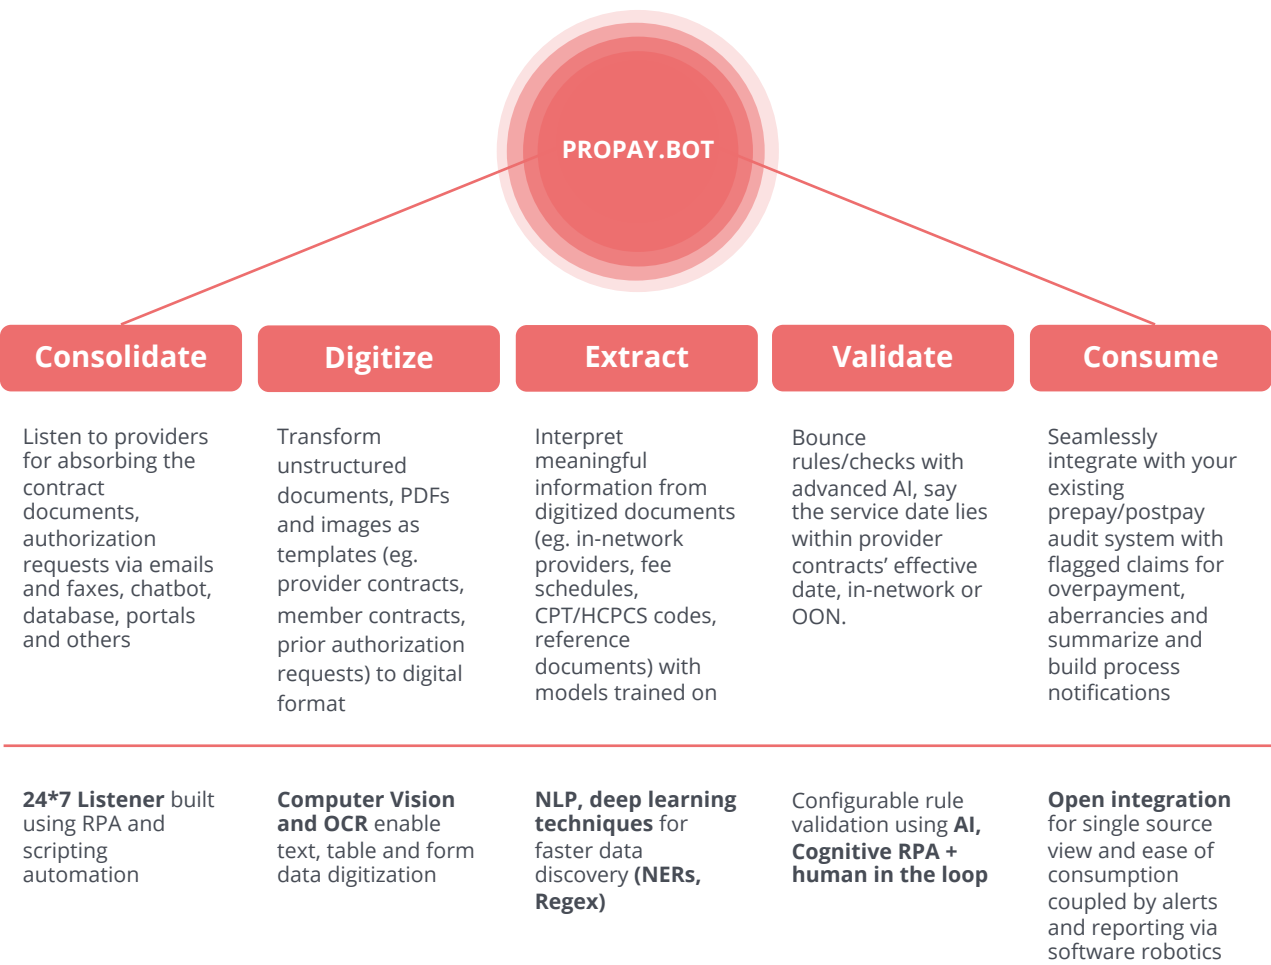 PROPAY.BOT
Consolidate
Digitize
Extract
Validate
Consume
Listen to providers
for absorbing the
contract
documents,
authorization
requests via emails
and faxes, chatbot,
database, portals
and others
Transform
unstructured
documents, PDFs
and images as
templates (eg.
provider contracts,
member contracts,
prior authorization
requests) to digital
format
Interpret
meaningful
information from
digitized documents
(eg. in-network
providers, fee
schedules,
CPT/HCPCS codes,
reference
documents) with
models trained on
Bounce
rules/checks with
advanced AI, say
the service date lies
within provider
contracts’ effective
date, in-network or
OON.
Seamlessly
integrate with your
existing
prepay/postpay
audit system with
flagged claims for
overpayment,
aberrancies and
summarize and
build process
notifications
24*7 Listener built
using RPA and
scripting
automation
Computer Vision
and OCR enable
text, table and form
data digitization
NLP, deep learning
techniques for
faster data
discovery (NERs,
Regex)
Configurable rule
validation using AI,
Cognitive RPA +
human in the loop
Open integration
for single source
view and ease of
consumption
coupled by alerts
and reporting via
software robotics